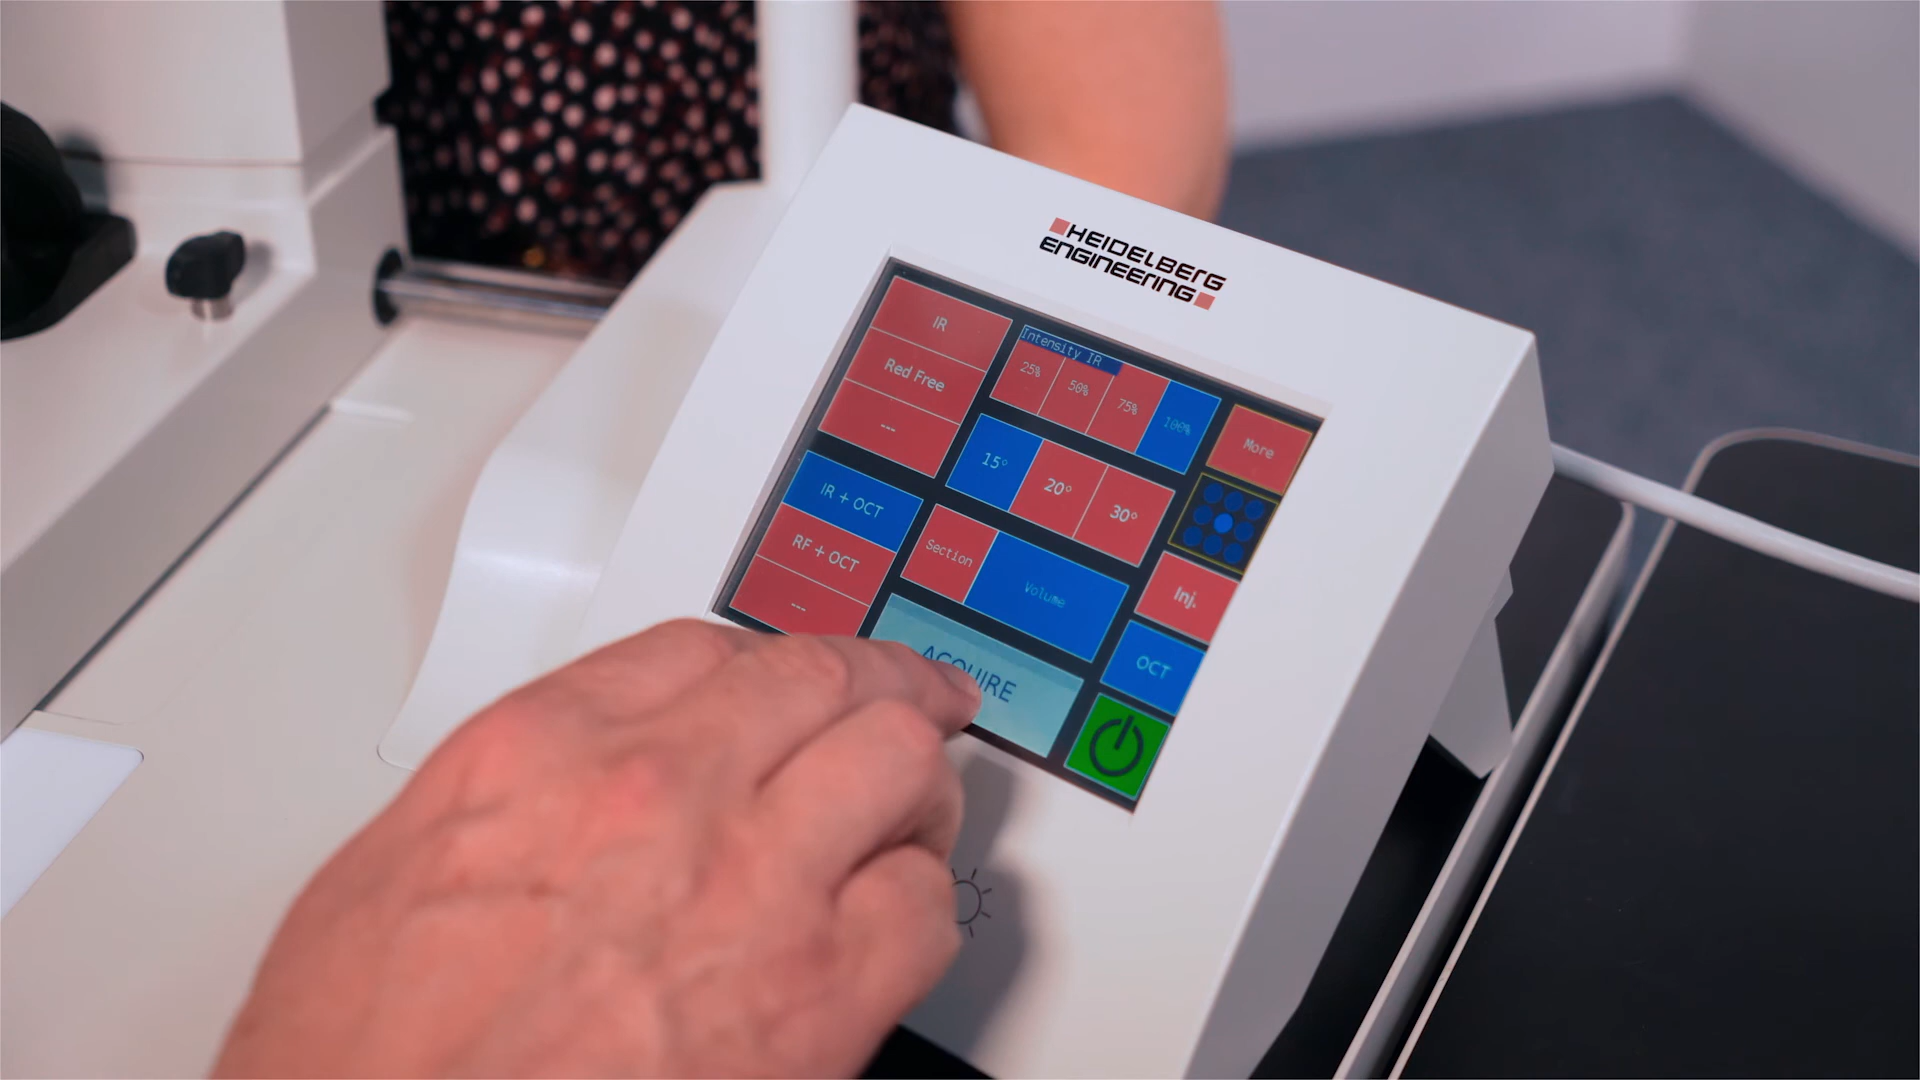 HEIDELBERG
ENGINEERING
IR
Red Free
---
IR + OCT
RF + OCT
---
Intensity IR
25% 50% 75% 100%
15° 20° 30°
Section Volume
ACQUIRE
More
Inj.
OCT